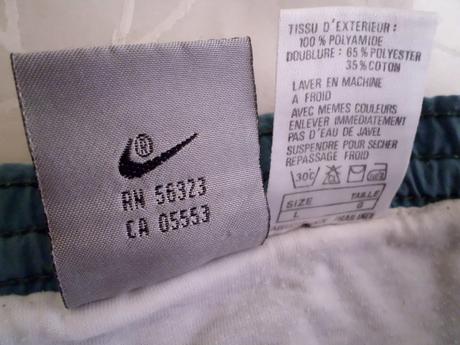 ®
RN 56323
CA 05553
TISSU D'EXTERIEUR:
100% POLYAMIDE
DOUBLURE: 65% POLYESTER
35% COTON
LAVER EN MACHINE
A FROID
AVEC MEMES COULEURS
ENLEVER IMMEDIATEMENT
PAS D'EAU DE JAVEL
SUSPENDRE POUR SECHER
REPASSAGE FROID
30°C
SIZE TAILLE
L G